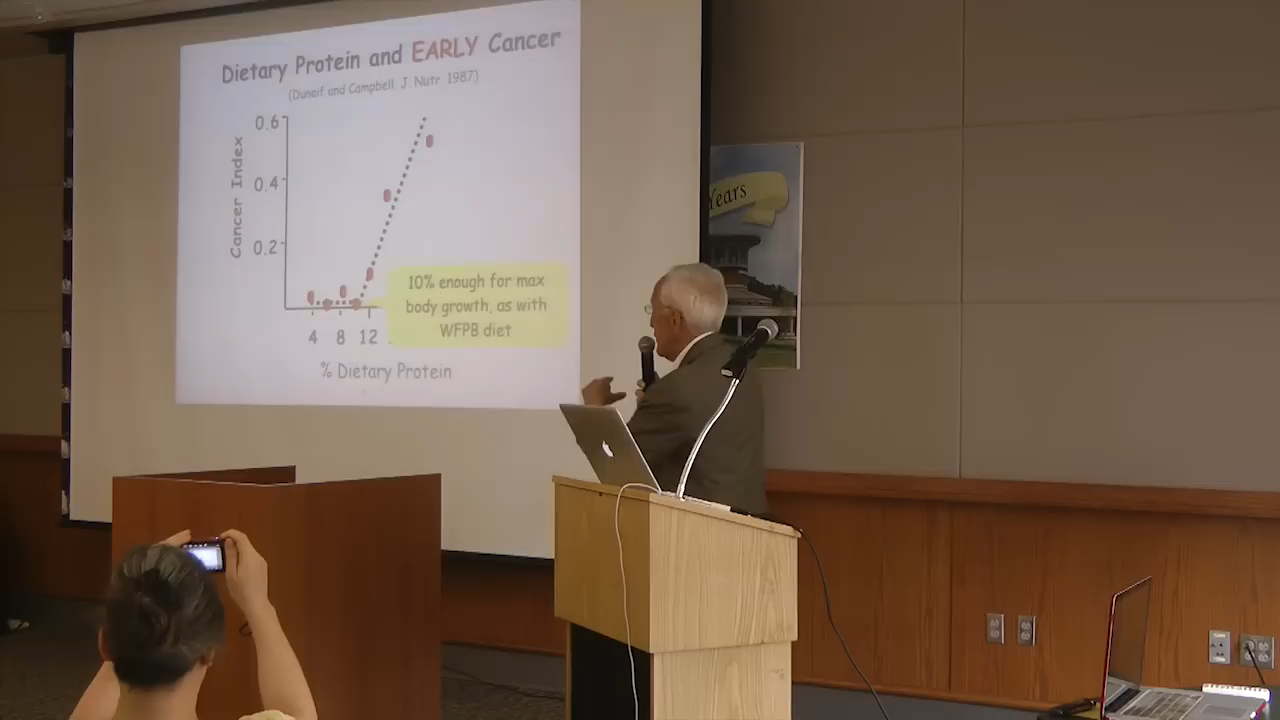 Dietary Protein and EARLY Cancer
(Dunaif and Campbell, J. Nutr. 1987)
Cancer Index
0.6
0.4
0.2
4 8 12
% Dietary Protein
10% enough for max
body growth, as with
WFPB diet
Years